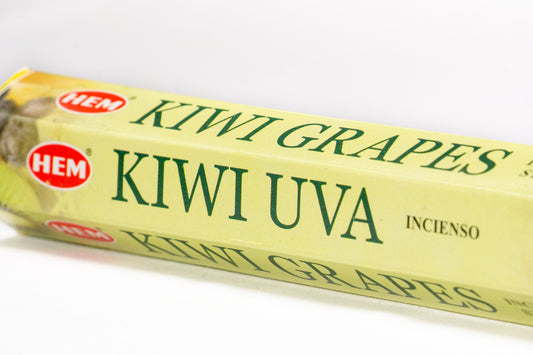 HEM
KIWI GRAPES
HEM®
KIWI UVA INCIENSO
HEM
KIWI GRAPES